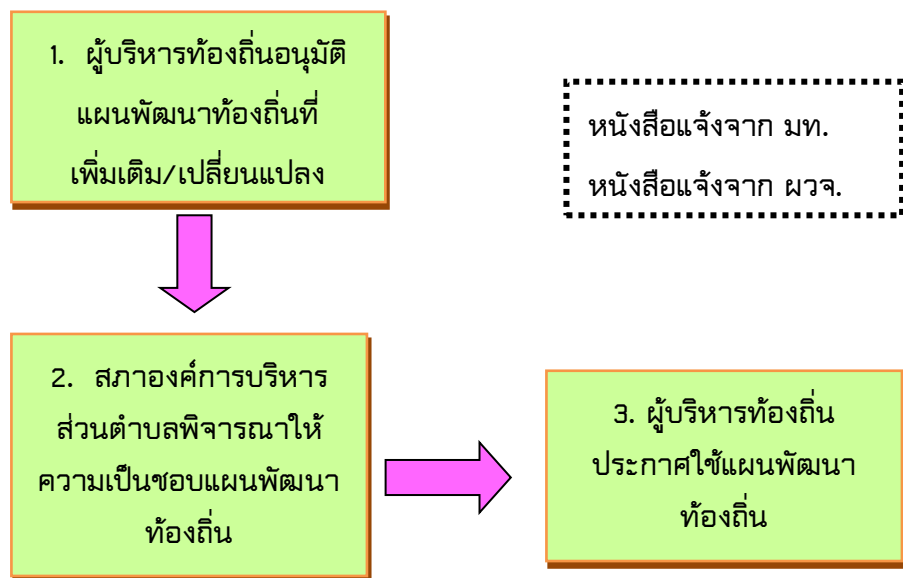 1. ผู้บริหารท้องถิ่นอนุมัติ
แผนพัฒนาท้องถิ่นที่
เพิ่มเติม/เปลี่ยนแปลง
หนังสือแจ้งจาก มท.
หนังสือแจ้งจาก ผวจ.
2. สภาองค์การบริหาร
ส่วนตำบลพิจารณาให้
ความเป็นชอบแผนพัฒนา
ท้องถิ่น
3. ผู้บริหารท้องถิ่น
ประกาศใช้แผนพัฒนา
ท้องถิ่น